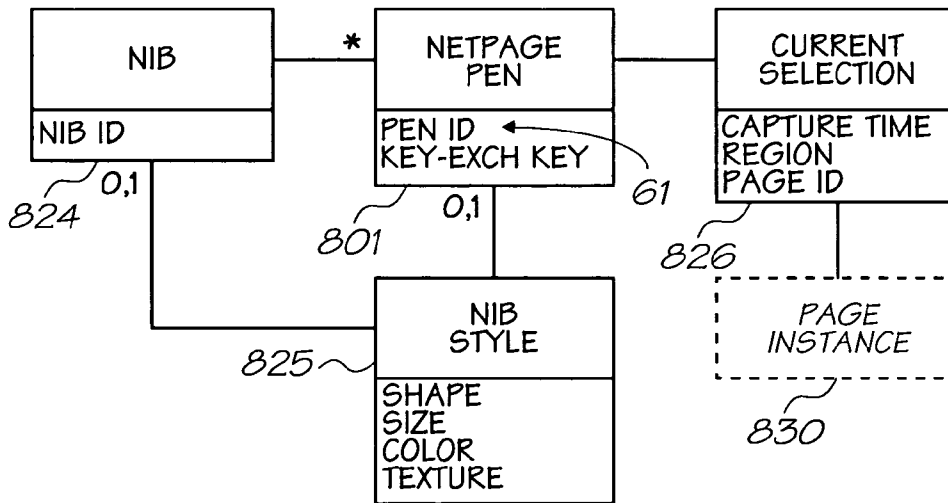 NIB
NIB ID
824
0,1
*
NETPAGE
PEN
PEN ID
KEY-EXCH KEY
61
801
0,1
CURRENT
SELECTION
CAPTURE TIME
REGION
PAGE ID
826
NIB
STYLE
825
SHAPE
SIZE
COLOR
TEXTURE
PAGE
INSTANCE
830